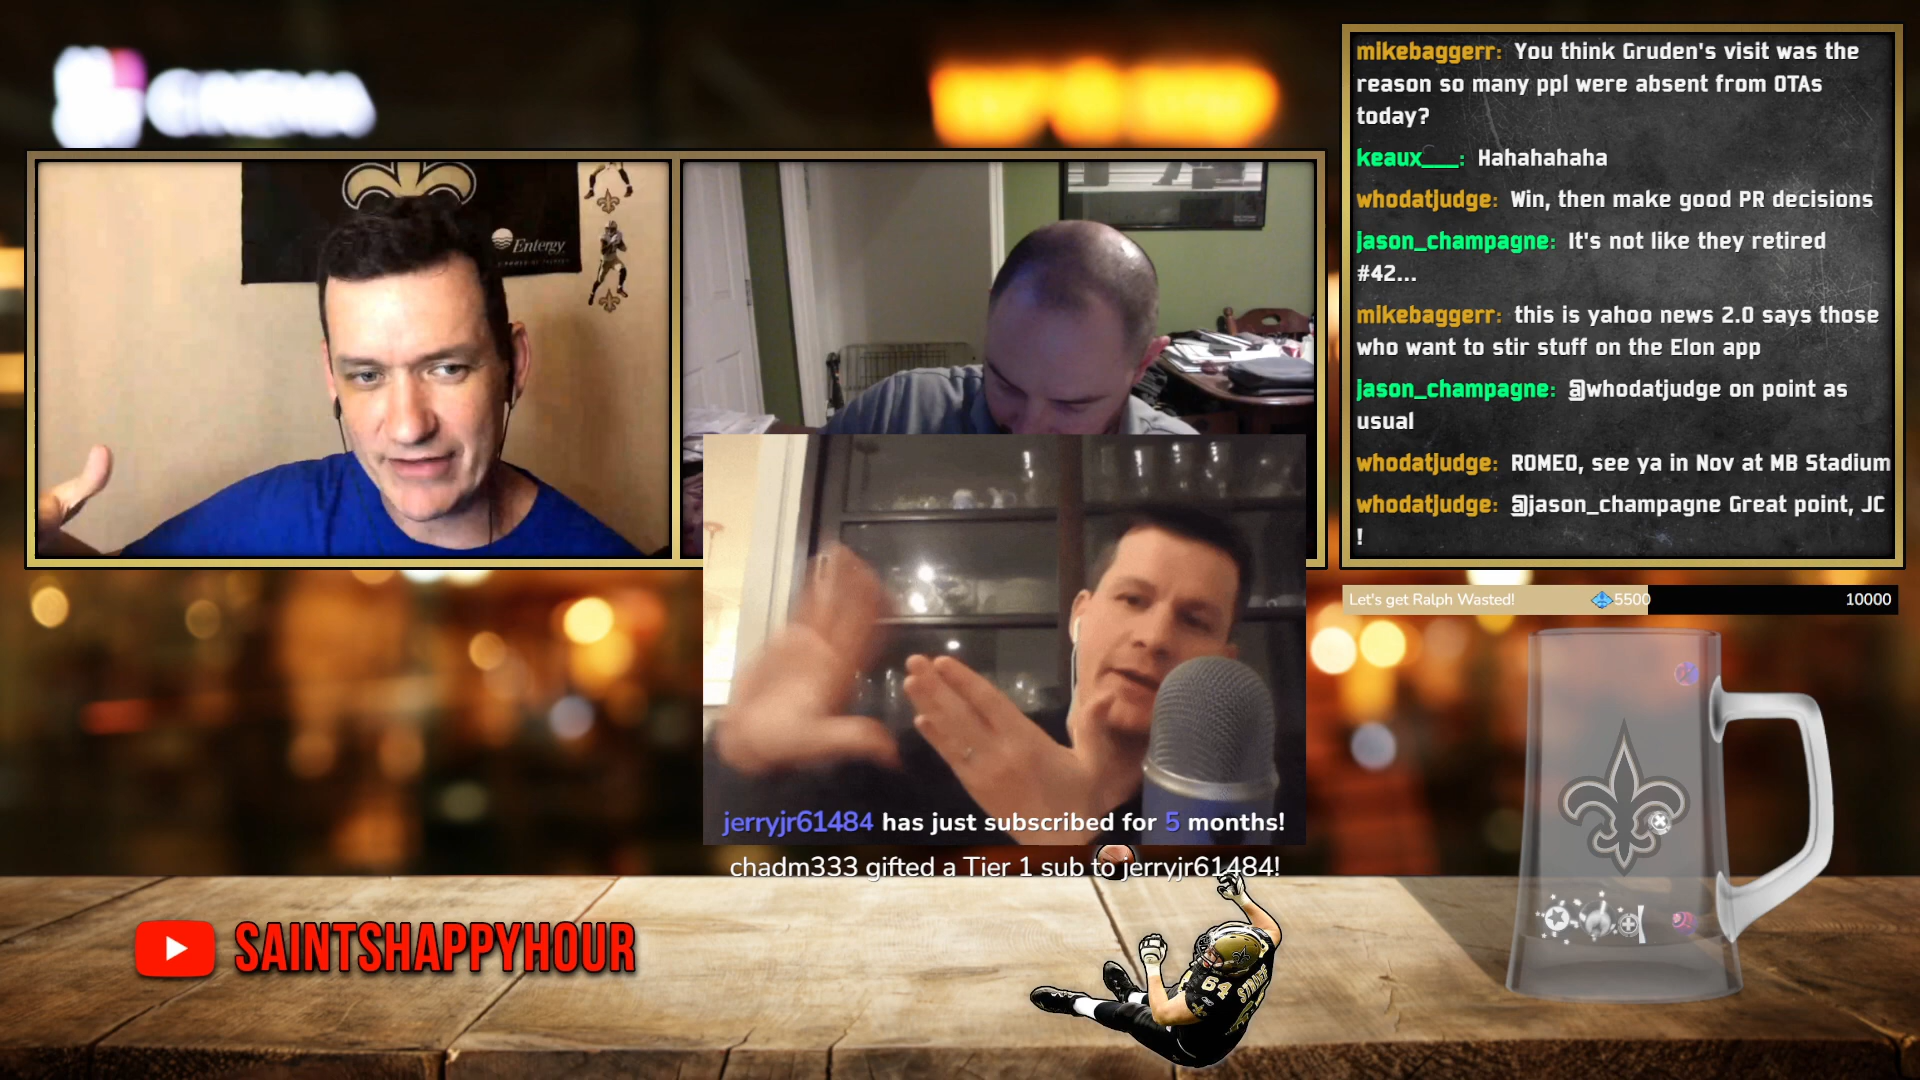 mikebaggerr: You think Gruden's visit was the
reason so many ppl were absent from OTAs
today?
keaux___: Hahahahaha
whodatjudge: Win, then make good PR decisions
jason_champagne: It's not like they retired
#42...
mikebaggerr: this is yahoo news 2.0 says those
who want to stir stuff on the Elon app
jason_champagne: @whodatjudge on point as
usual
whodatjudge: ROMEO, see ya in Nov at MB Stadium
whodatjudge: @jason_champagne Great point, JC
!
Entergy
Let's get Ralph Wasted! 5500 10000
jerryjr61484 has just subscribed for 5 months!
chadm333 gifted a Tier 1 sub to jerryjr61484!
SAINTSHAPPYHOUR
64
STRIEF